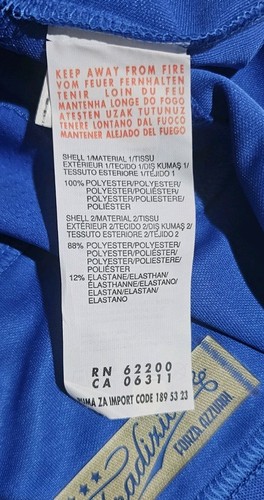 KEEP AWAY FROM FIRE
VOM FEUER FERNHALTEN
TENIR LOIN DU FEU
MANTENHA LONGE DO FOGO
ATEŞTEN UZAK TUTUNUZ
TENERE LONTANO DAL FUOCO
MANTENER ALEJADO DEL FUEGO
SHELL 1/MATERIAL 1/TISSU
EXTÉRIEUR 1/TECIDO 1/DIŞ KUMAŞ 1/
TESSUTO ESTERIORE 1/TEJIDO 1
100% POLYESTER/POLYESTER/
POLYESTER/POLIÉSTER/
POLYESTER/POLIESTERE/
POLIÉSTER
SHELL 2/MATERIAL 2/TISSU
EXTÉRIEUR 2/TECIDO 2/DIŞ KUMAŞ 2/
TESSUTO ESTERIORE 2/TEJIDO 2
88% POLYESTER/POLYESTER/
POLYESTER/POLIÉSTER/
POLYESTER/POLIESTERE/
POLIÉSTER
12% ELASTANE/ELASTHAN/
ÉLASTHANNE/ELASTANO/
ELASTAN/ELASTAN/
ELASTANO
RN 62200
CA 06311
PUMA ZA IMPORT CODE 189 53 23
FORZA AZZURRI